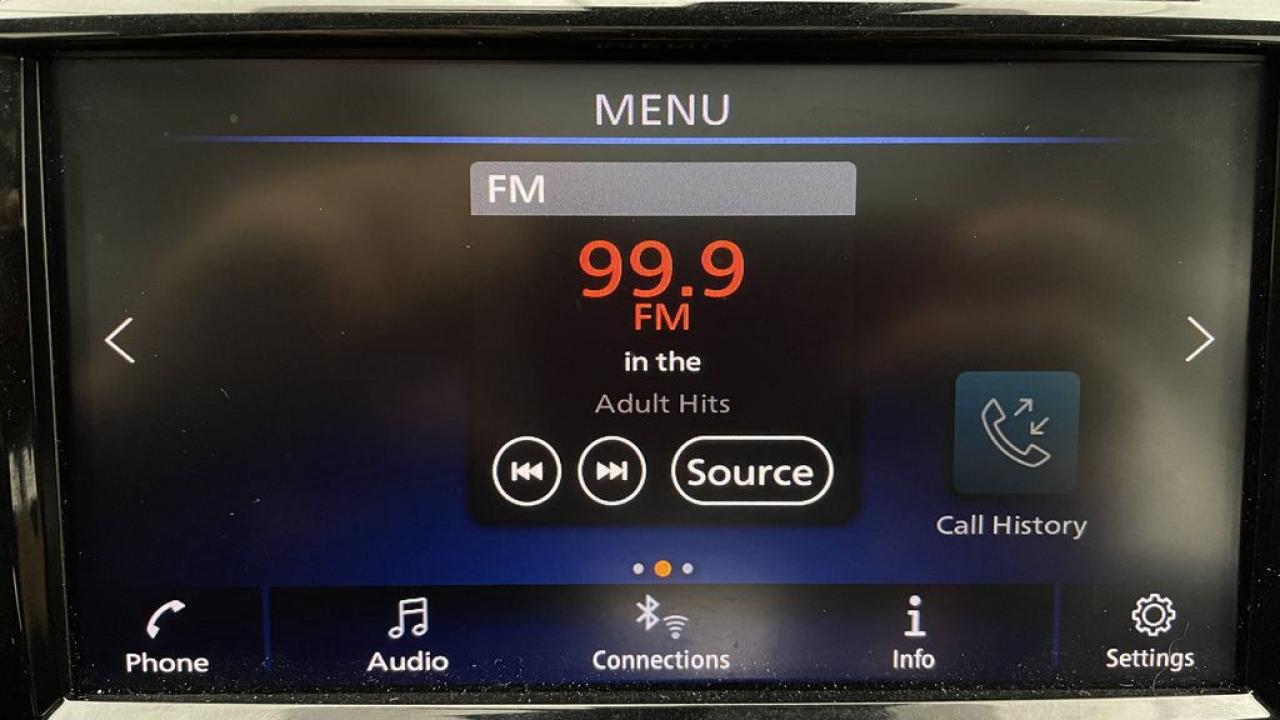 MENU
FM
99.9
FM
in the
Adult Hits
Source
Call History
Phone
Audio
Connections
Info
Settings